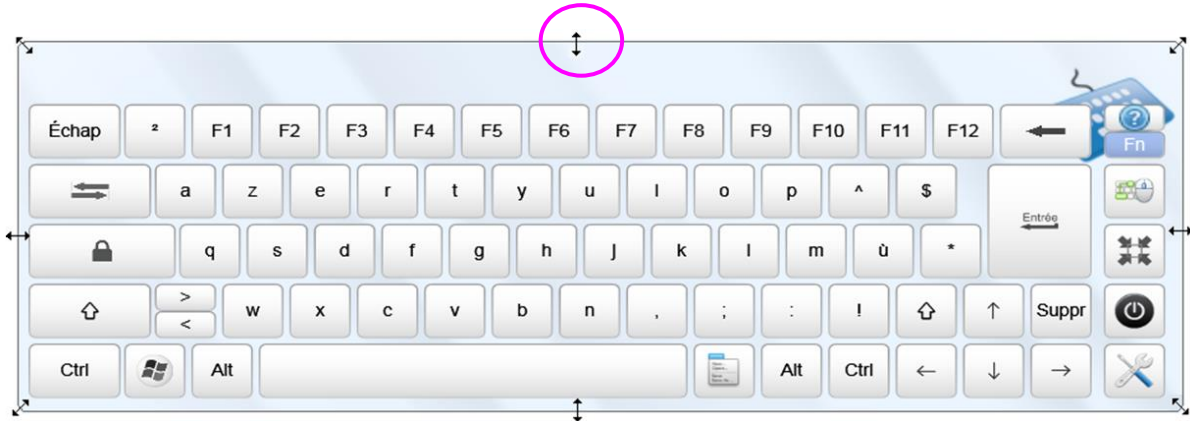 Échap ² F1 F2 F3 F4 F5 F6 F7 F8 F9 F10 F11 F12 ?
Fn
a z e r t y u I o p ^ $
Entrée
q s d f g h J k l m ù *
>
w x c v b n , ; : ! Suppr
<
Ctrl Alt Alt Ctrl